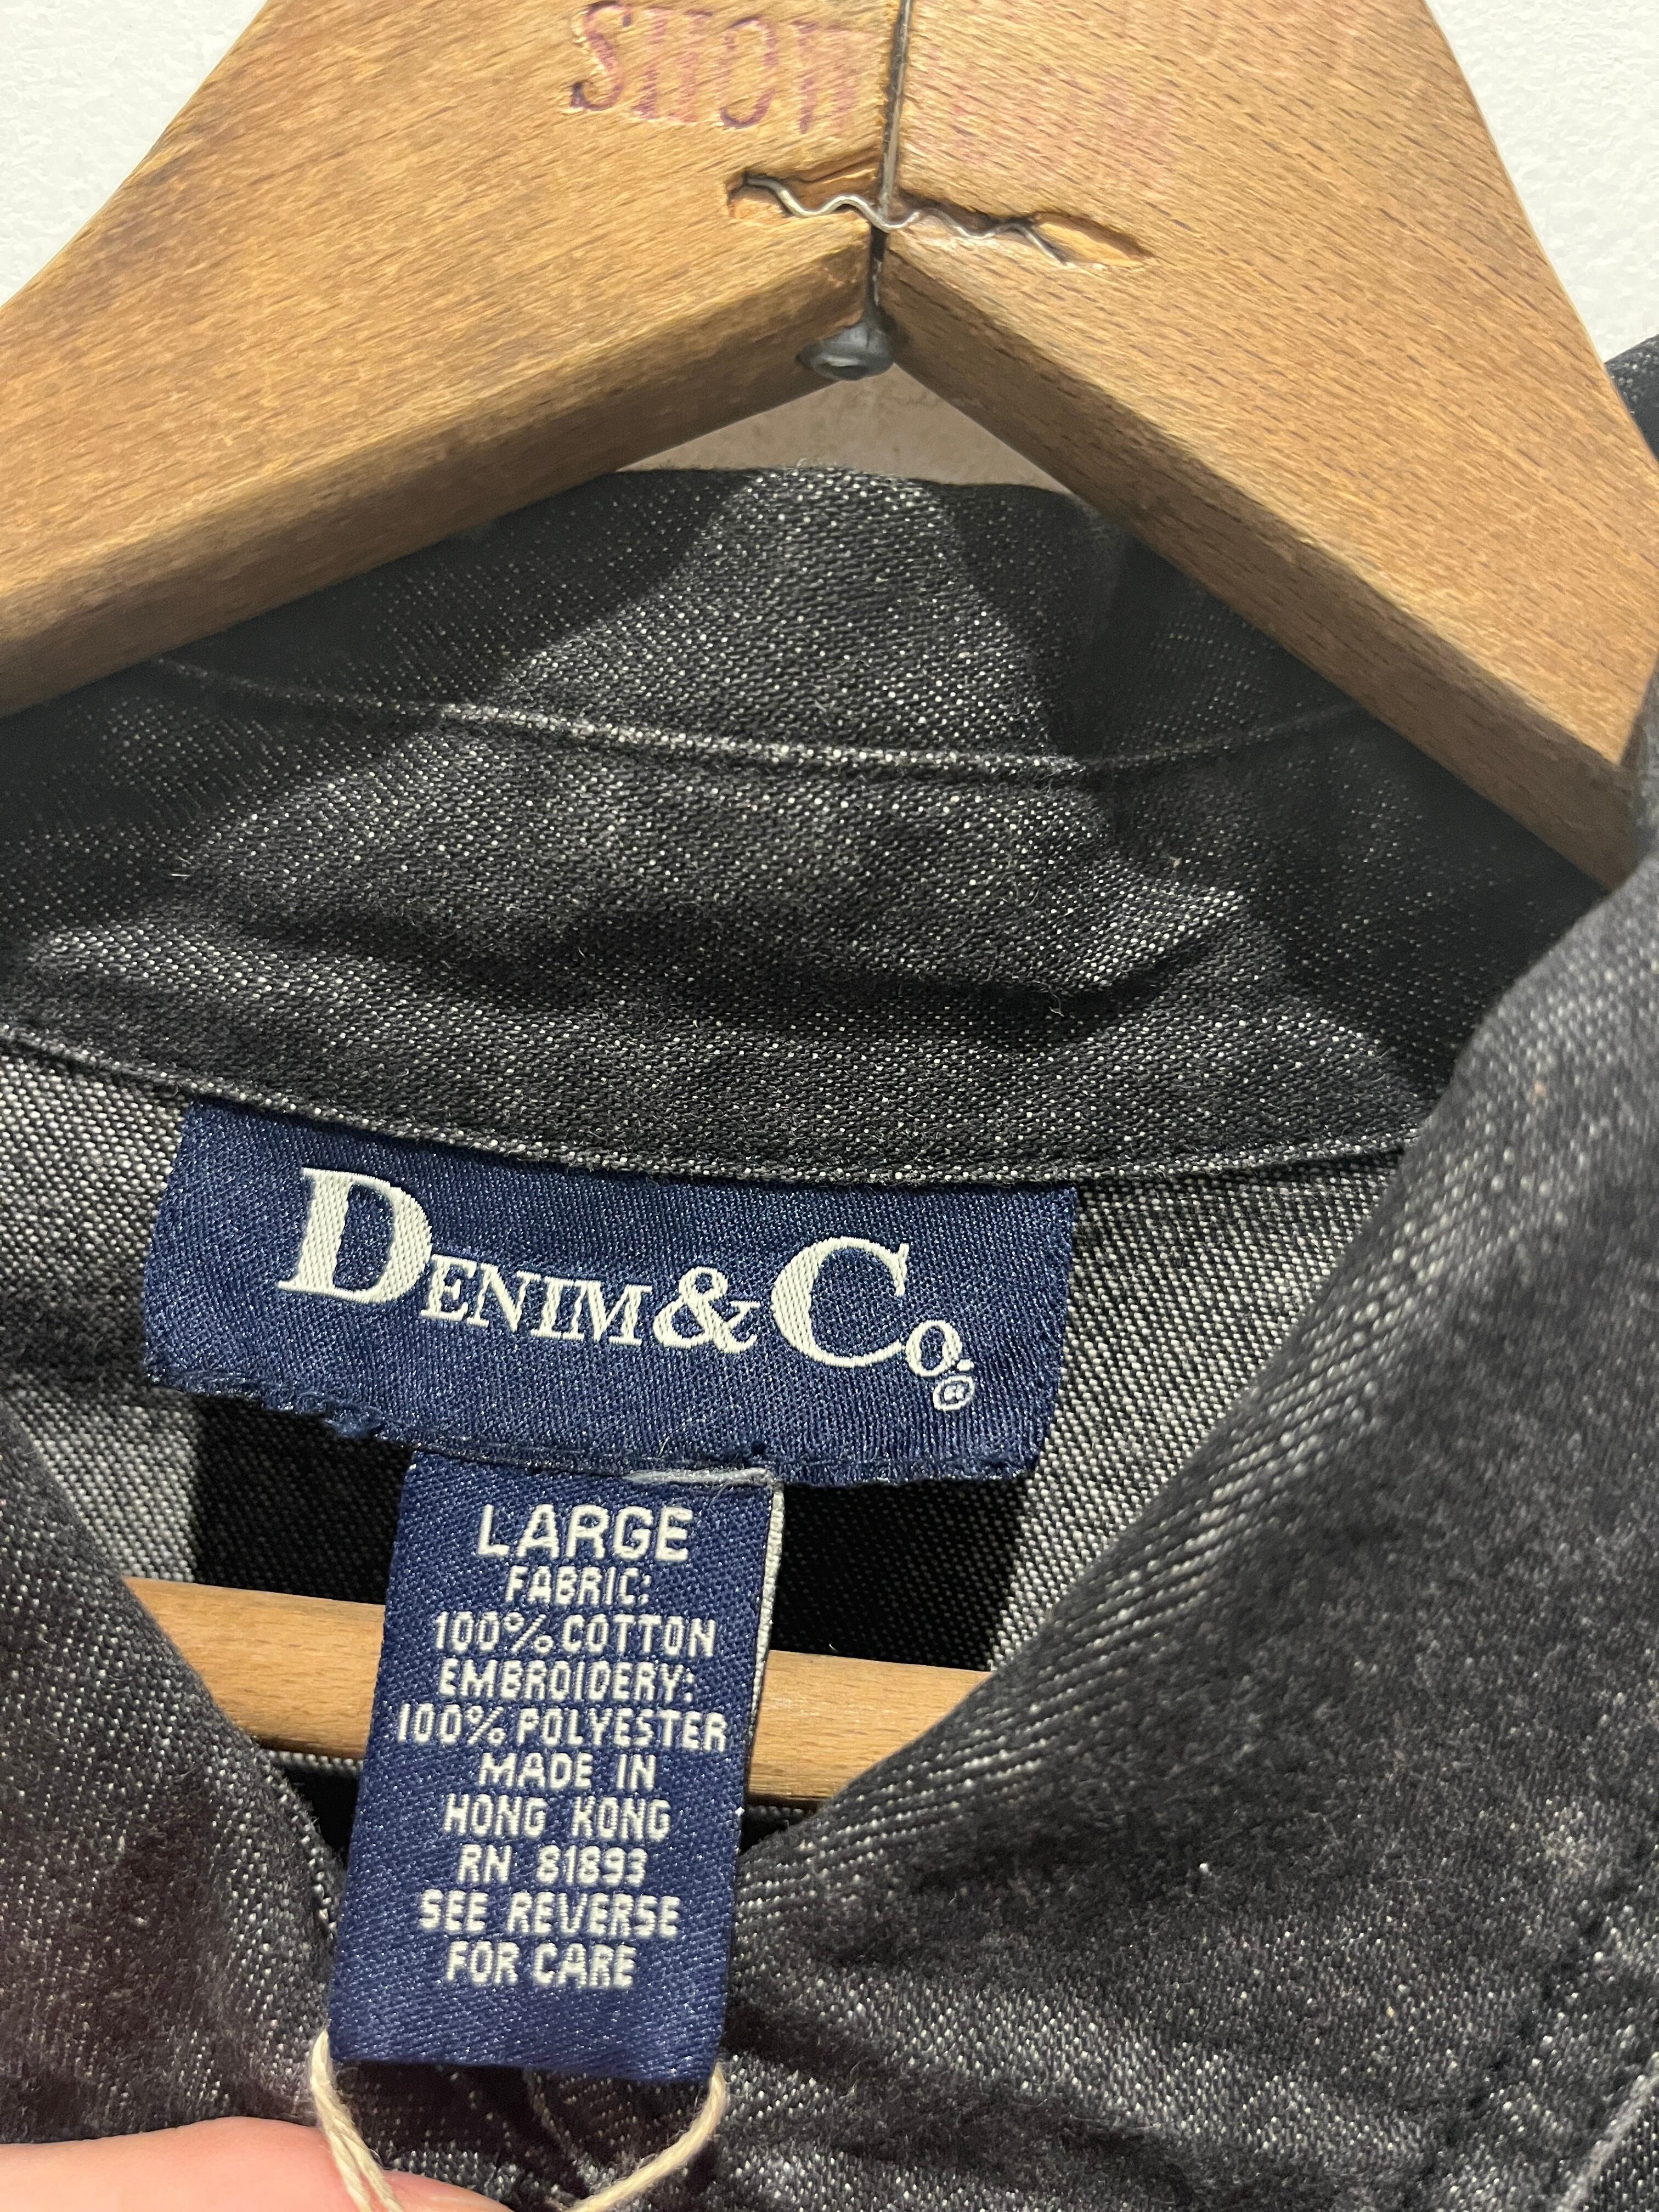 SHOW
DENIM & CO.®
LARGE
FABRIC:
100% COTTON
EMBROIDERY:
100% POLYESTER
MADE IN
HONG KONG
RN 81893
SEE REVERSE
FOR CARE